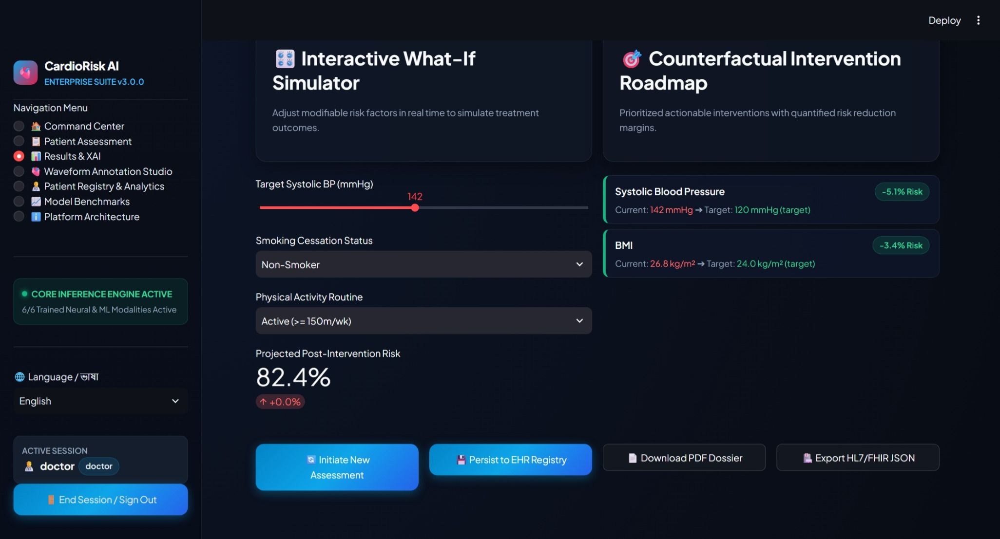 Deploy
CardioRisk AI
ENTERPRISE SUITE v3.0.0
Navigation Menu
Command Center
Patient Assessment
Results & XAI
Waveform Annotation Studio
Patient Registry & Analytics
Model Benchmarks
Platform Architecture
CORE INFERENCE ENGINE ACTIVE
6/6 Trained Neural & ML Modalities Active
Language / ভাষা
English
ACTIVE SESSION
doctor doctor
End Session / Sign Out
Interactive What-If
Simulator
Adjust modifiable risk factors in real time to simulate treatment
outcomes.
Target Systolic BP (mmHg)
142
Smoking Cessation Status
Non-Smoker
Physical Activity Routine
Active (>= 150m/wk)
Projected Post-Intervention Risk
82.4%
↑ +0.0%
Counterfactual Intervention
Roadmap
Prioritized actionable interventions with quantified risk reduction
margins.
Systolic Blood Pressure
-5.1% Risk
Current: 142 mmHg ➔ Target: 120 mmHg (target)
BMI
-3.4% Risk
Current: 26.8 kg/m² ➔ Target: 24.0 kg/m² (target)
Initiate New
Assessment
Persist to EHR Registry
Download PDF Dossier
Export HL7/FHIR JSON